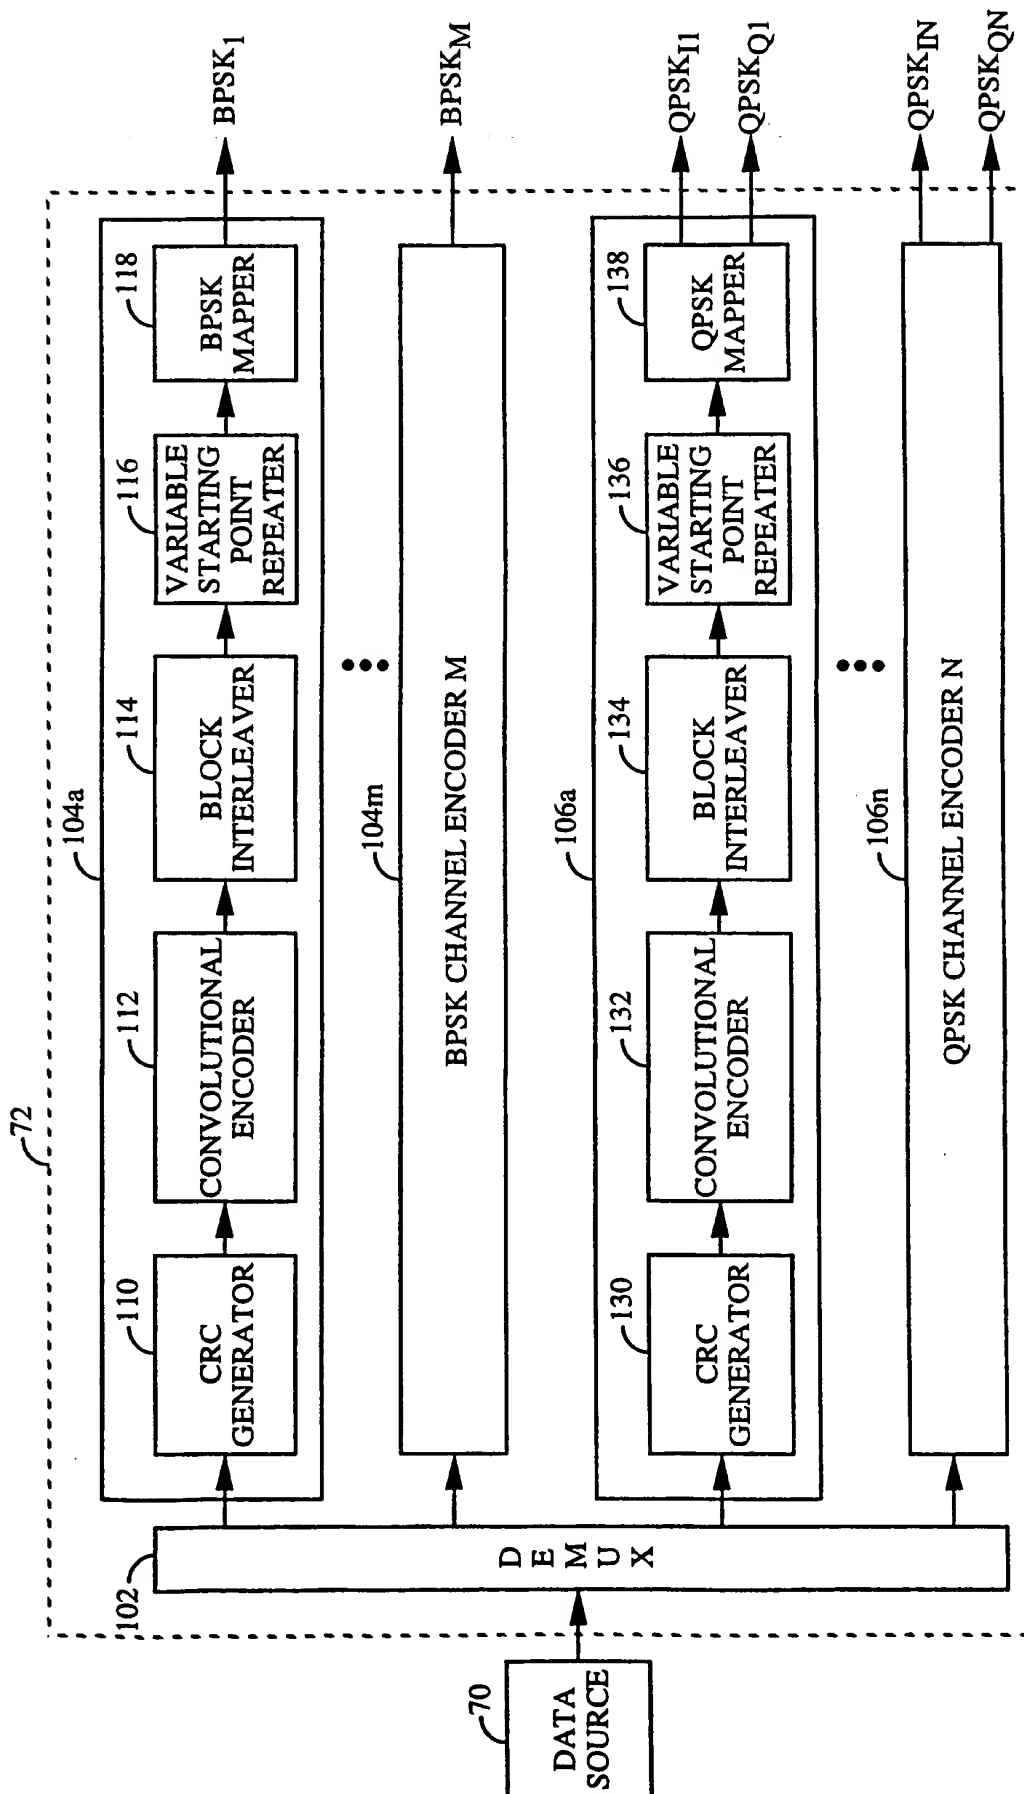 72
70
DATA
SOURCE
102
DEMUX
104a
110
CRC
GENERATOR
112
CONVOLUTIONAL
ENCODER
114
BLOCK
INTERLEAVER
116
VARIABLE
STARTING
POINT
REPEATER
118
BPSK
MAPPER
BPSK1
104m
BPSK CHANNEL ENCODER M
BPSKM
106a
130
CRC
GENERATOR
132
CONVOLUTIONAL
ENCODER
134
BLOCK
INTERLEAVER
136
VARIABLE
STARTING
POINT
REPEATER
138
QPSK
MAPPER
QPSKI1
QPSKQ1
106n
QPSK CHANNEL ENCODER N
QPSKIN
QPSKQN